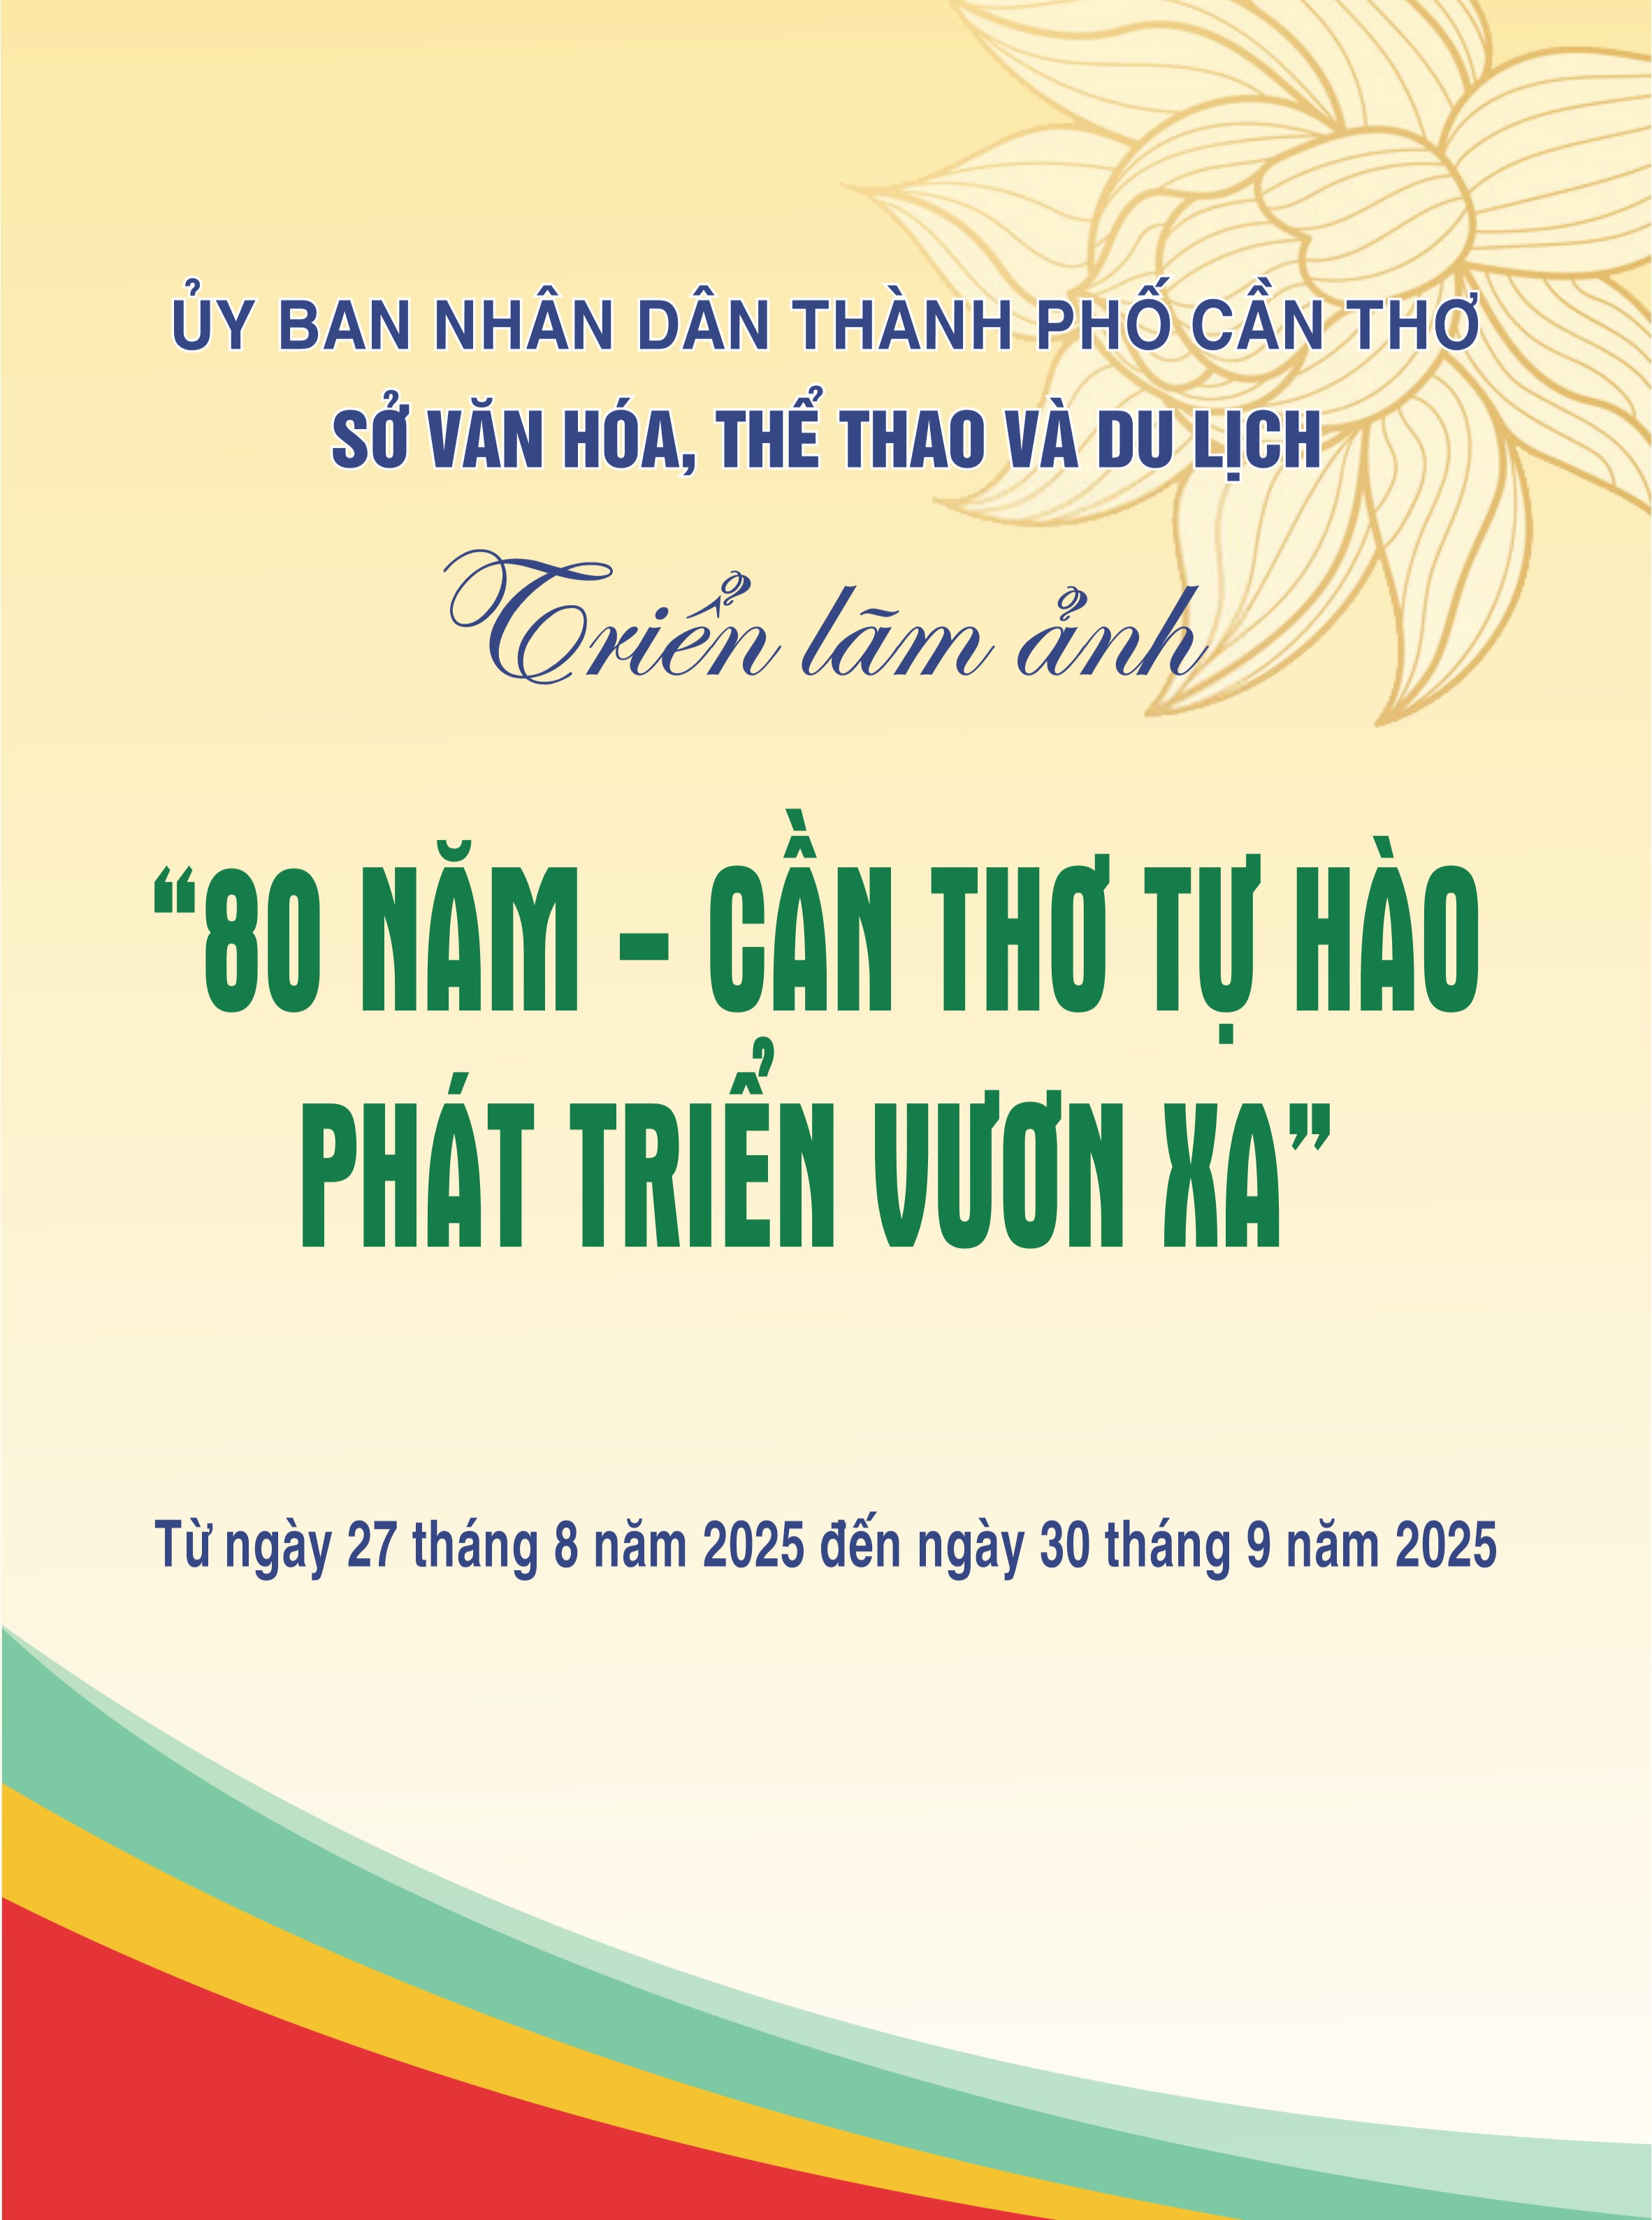 ỦY BAN NHÂN DÂN THÀNH PHỐ CẦN THƠ
SỞ VĂN HÓA, THỂ THAO VÀ DU LỊCH
Triển lãm ảnh
“80 NĂM – CẦN THƠ TỰ HÀO
PHÁT TRIỂN VƯƠN XA”
Từ ngày 27 tháng 8 năm 2025 đến ngày 30 tháng 9 năm 2025